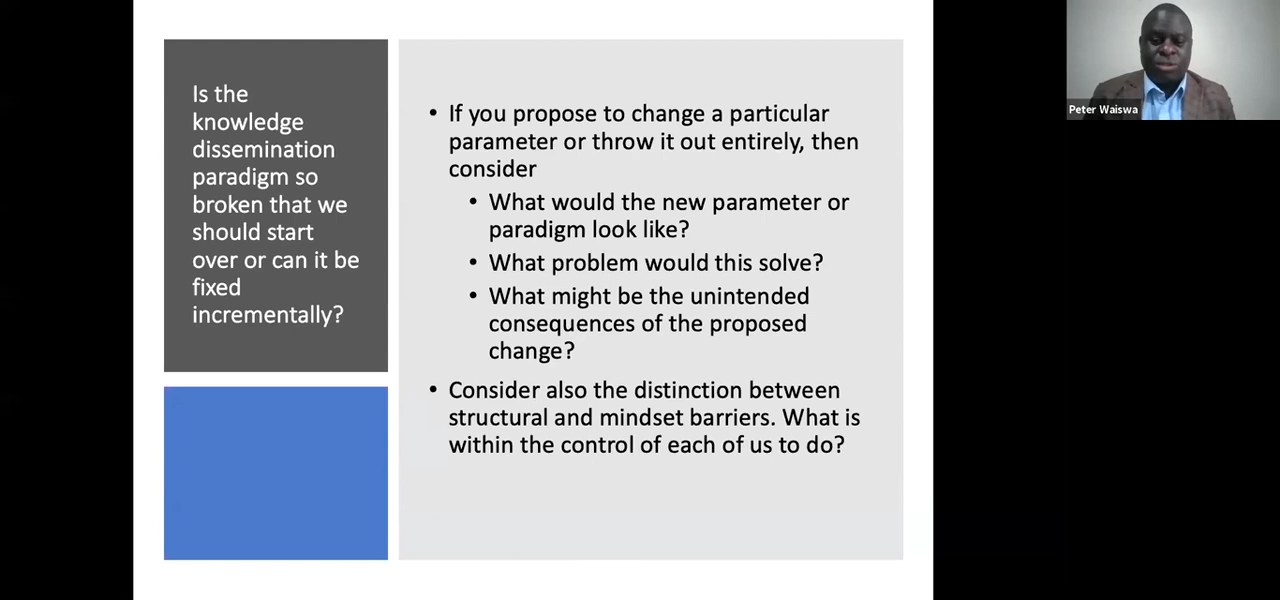 Is the
knowledge
dissemination
paradigm so
broken that we
should start
over or can it be
fixed
incrementally?
• If you propose to change a particular
parameter or throw it out entirely, then
consider
• What would the new parameter or
paradigm look like?
• What problem would this solve?
• What might be the unintended
consequences of the proposed
change?
• Consider also the distinction between
structural and mindset barriers. What is
within the control of each of us to do?
Peter Waiswa